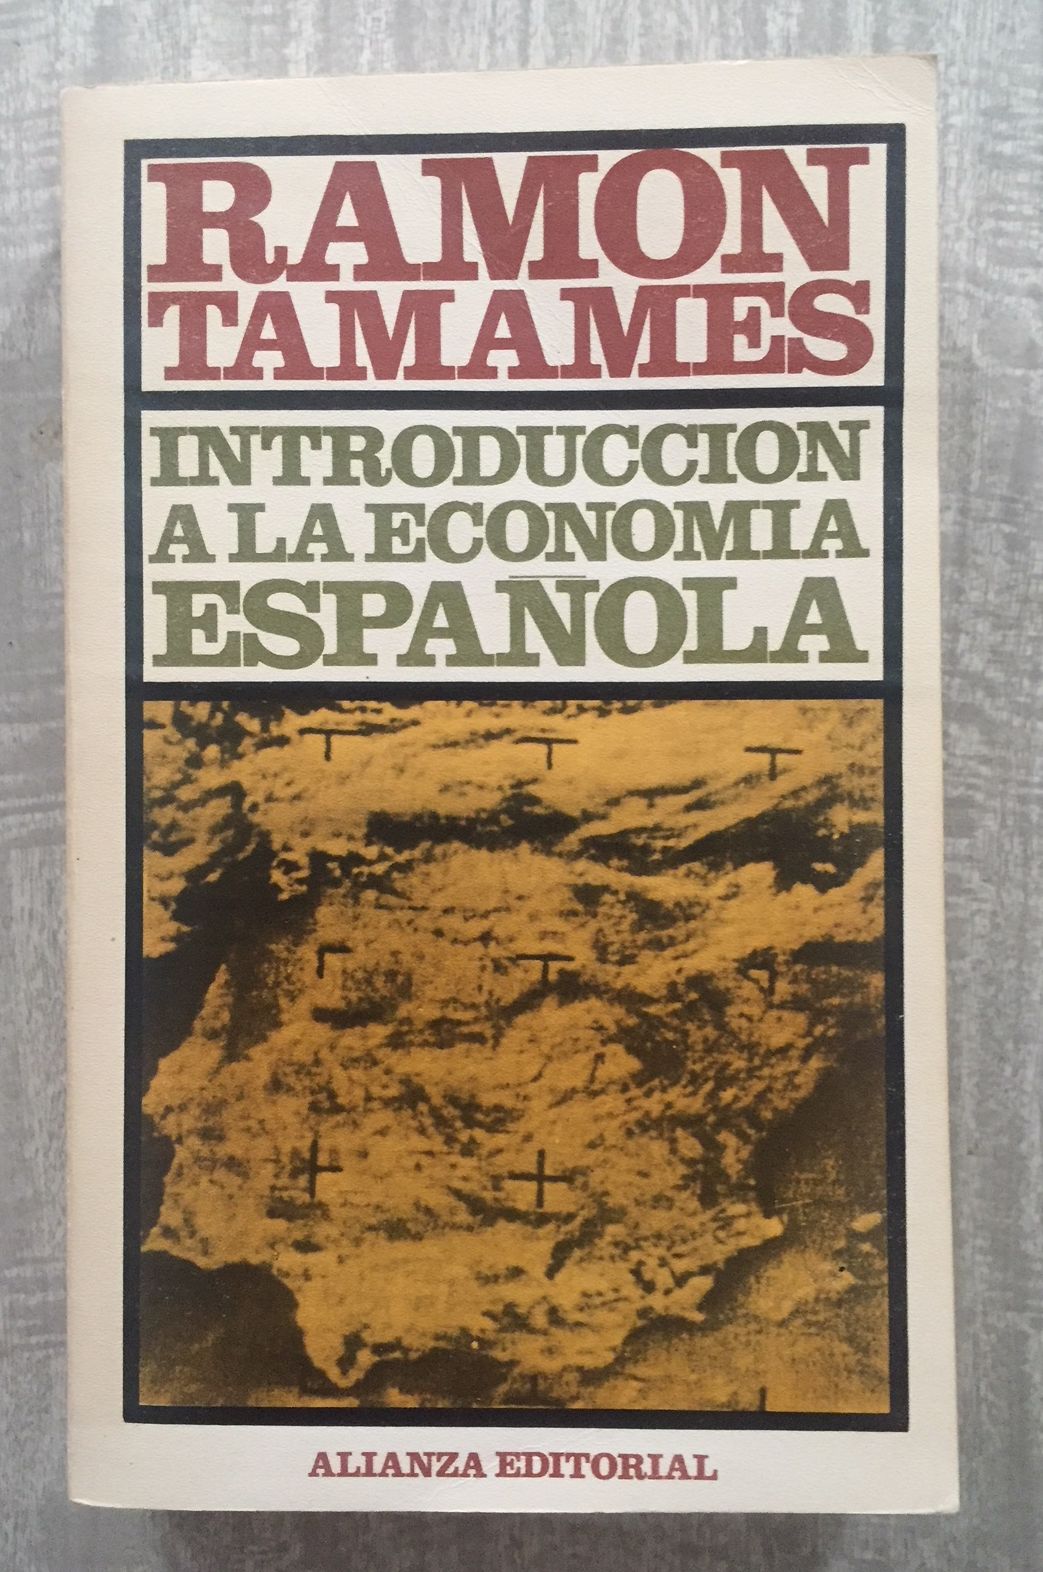 RAMON
TAMAMES
INTRODUCCION
A LA ECONOMIA
ESPAÑOLA
ALIANZA EDITORIAL